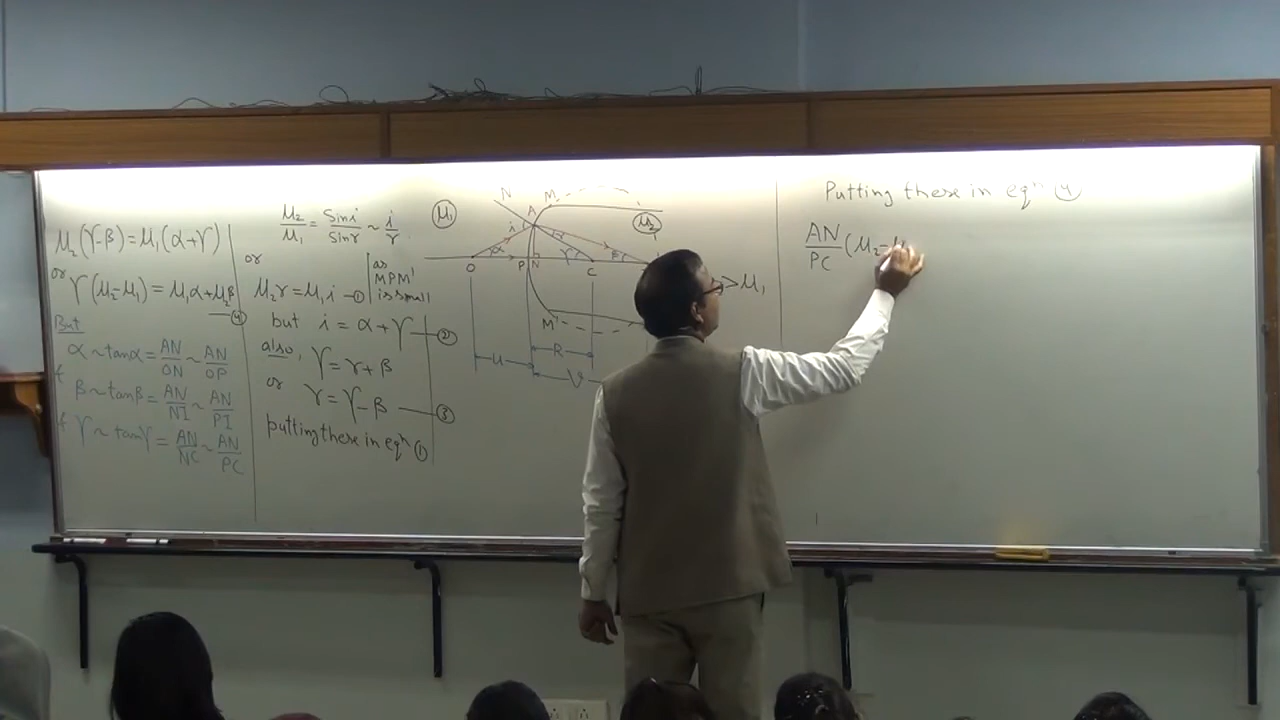 μ₂(γ-β)=μ₁(α+γ)
or
γ(μ₂-μ₁)=μ₁α+μ₂β
④
But
α~tanα=AN/ON~AN/OP
f β~tanβ=AN/NI~AN/PI
f γ~tanγ=AN/NC~AN/PC
μ₂/μ₁=Sini/Sinr~i/r
or
as
MPM'
is small
μ₂r=μ₁i-①
but i=α+γ-②
also, γ=r+β
or r=γ-β-③
putting these in eqⁿ ①
N
A
M
μ₁
μ₂
i
r
α
γ
β
O
P
N
C
M'
u
R
v
>μ₁
Putting these in eqⁿ ④
AN/PC(μ₂-μ